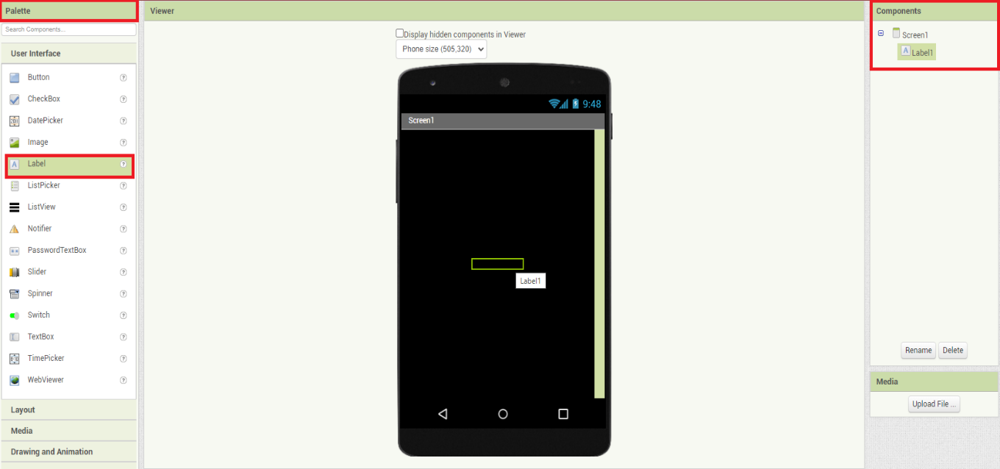 Palette
Search Components...
User Interface
Button
CheckBox
DatePicker
Image
Label
ListPicker
ListView
Notifier
PasswordTextBox
Slider
Spinner
Switch
TextBox
TimePicker
WebViewer
Layout
Media
Drawing and Animation
Viewer
Display hidden components in Viewer
Phone size (505,320)
9:48
Screen1
Label1
Components
Screen1
Label1
Rename Delete
Media
Upload File ...